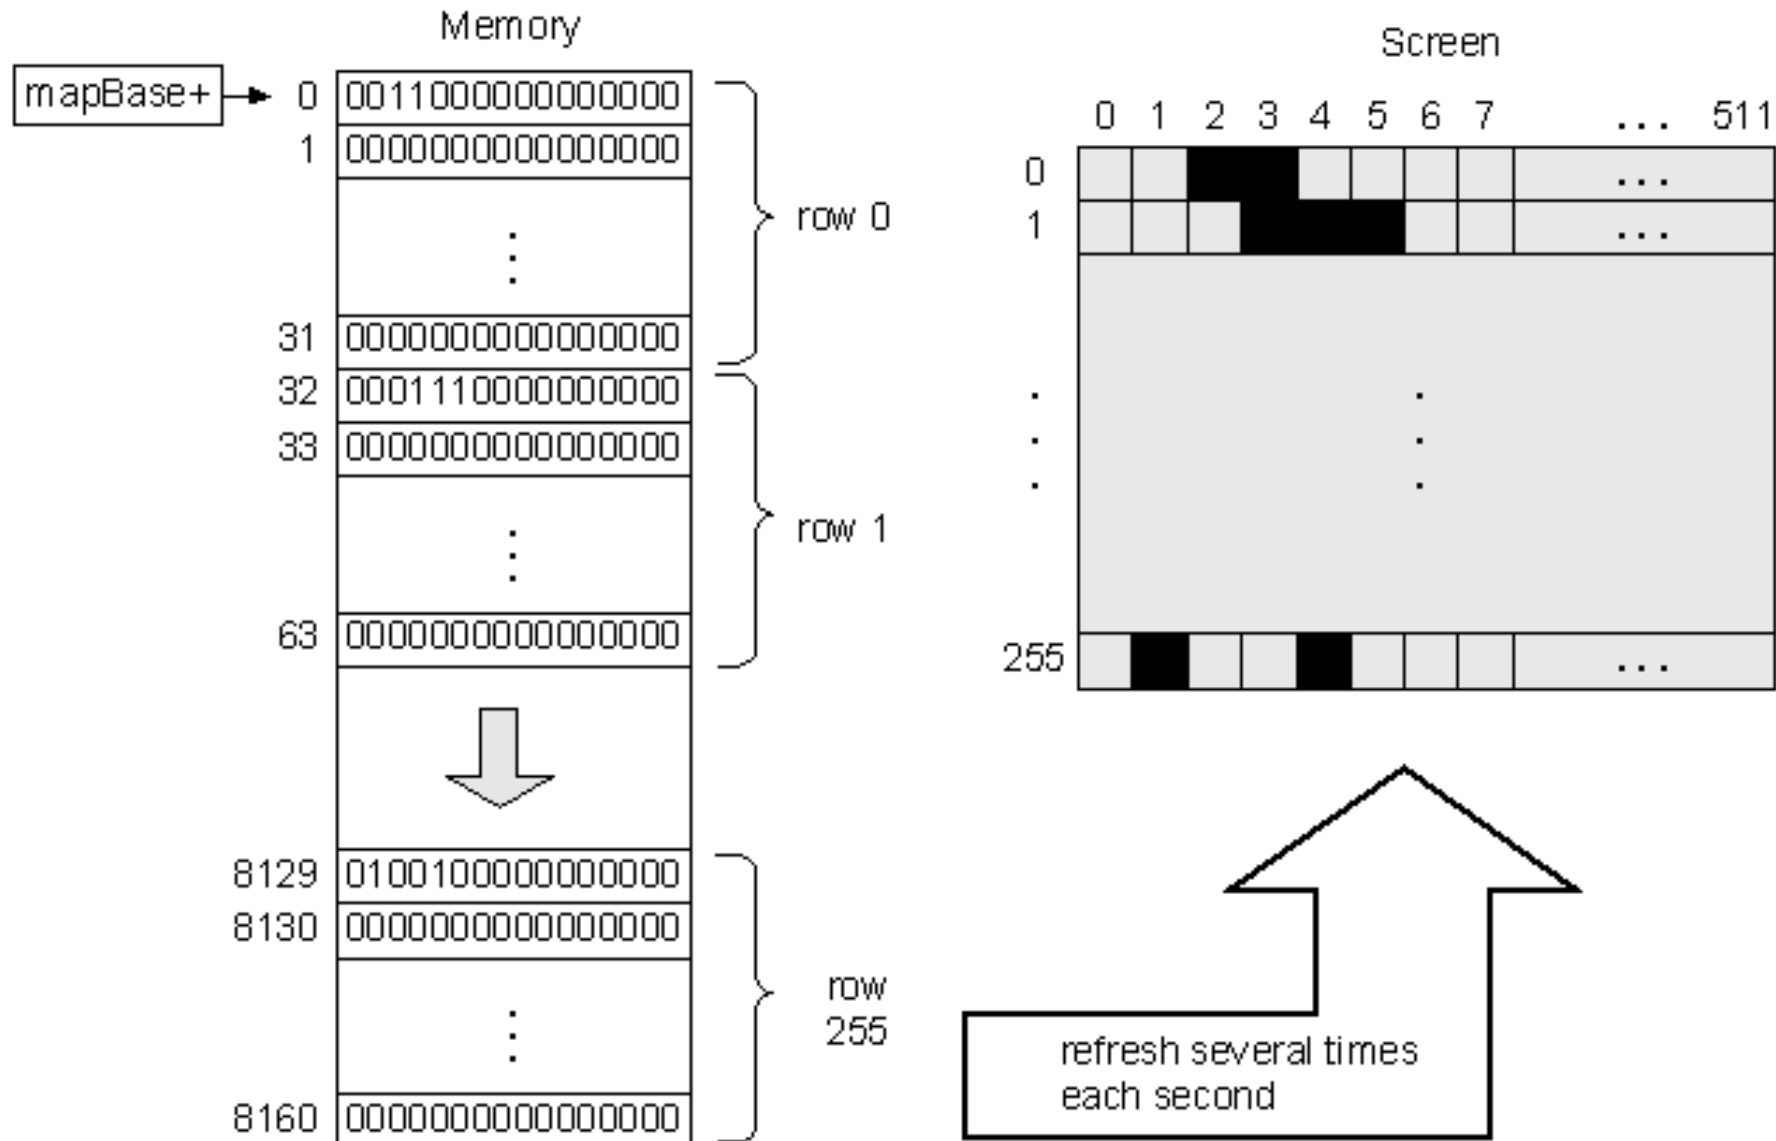 Memory
mapBase+
0 0011000000000000
1 0000000000000000
row 0
31 0000000000000000
32 0001110000000000
33 0000000000000000
row 1
63 0000000000000000
8129 0100100000000000
8130 0000000000000000
row
255
8160 0000000000000000
Screen
0 1 2 3 4 5 6 7 ... 511
0 ...
1 ...
255 ...
refresh several times
each second